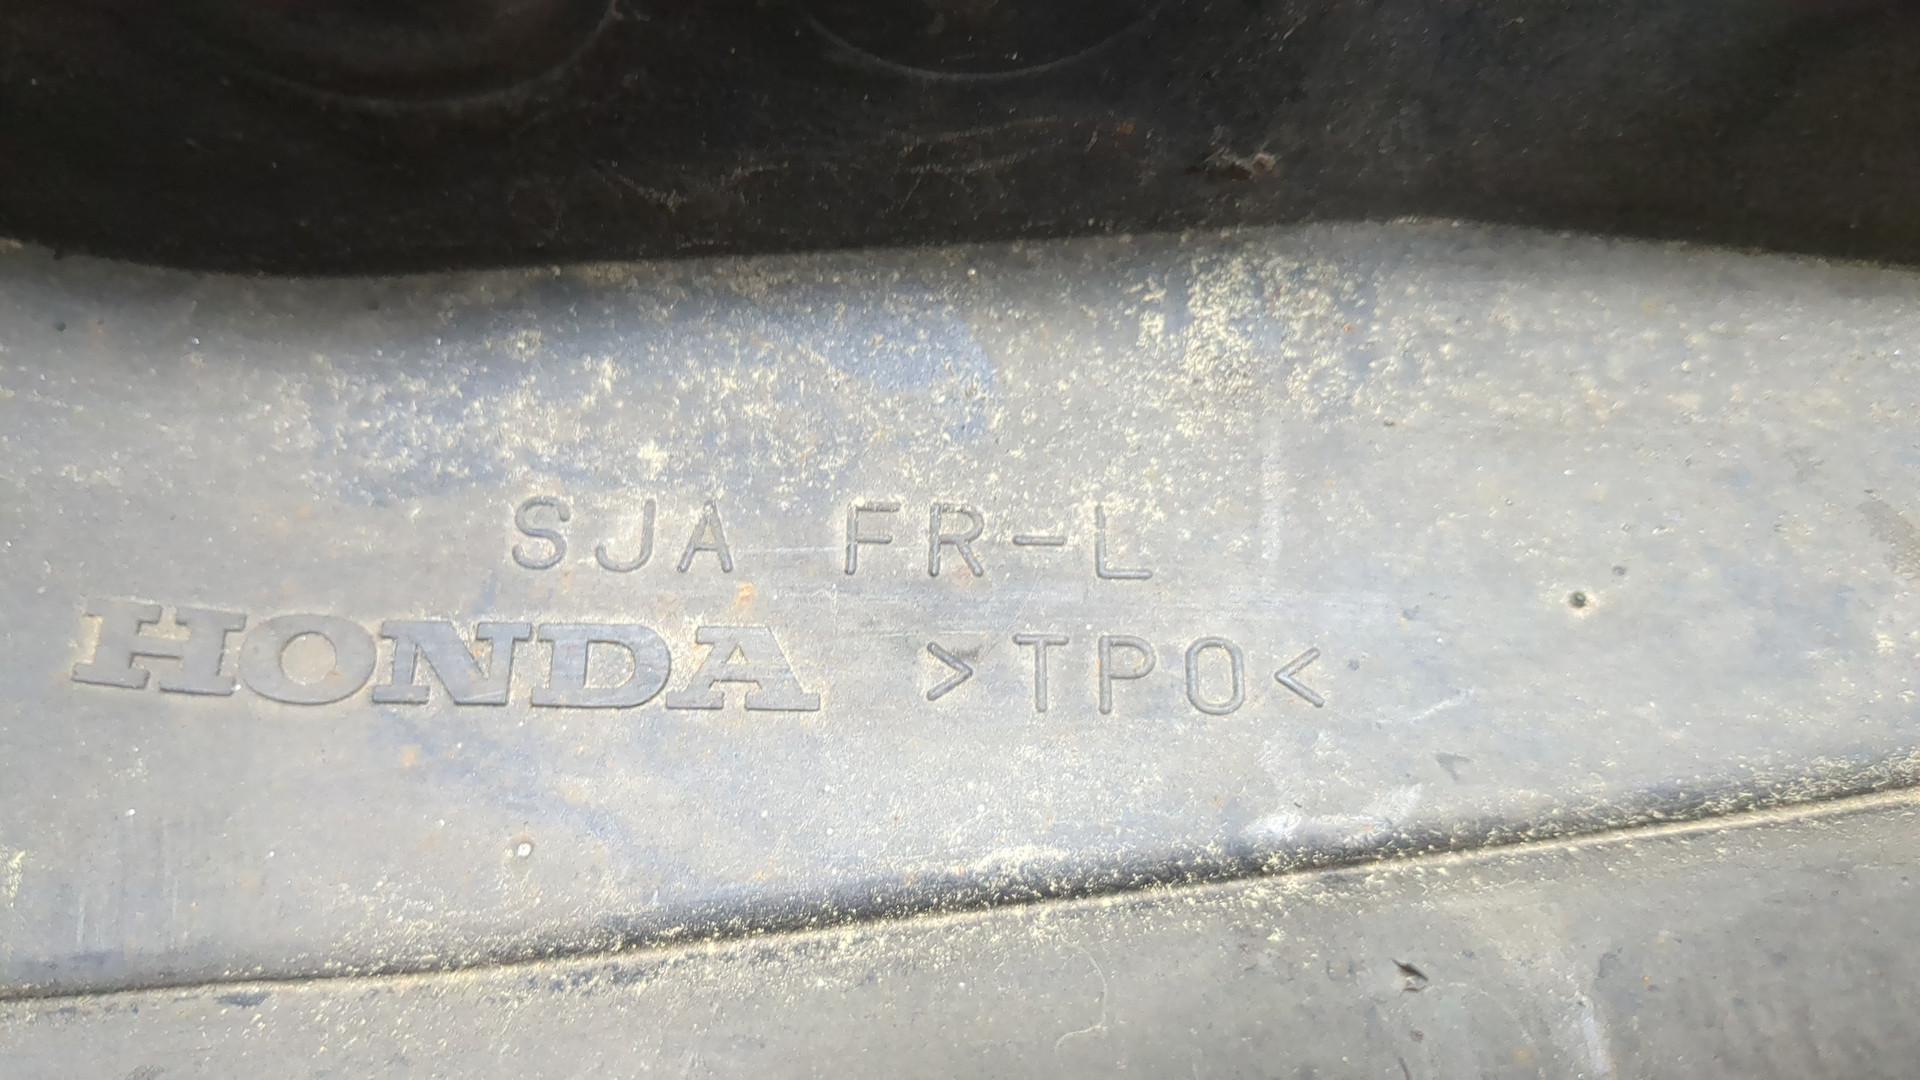 SJA FR-L
HONDA >TPO<